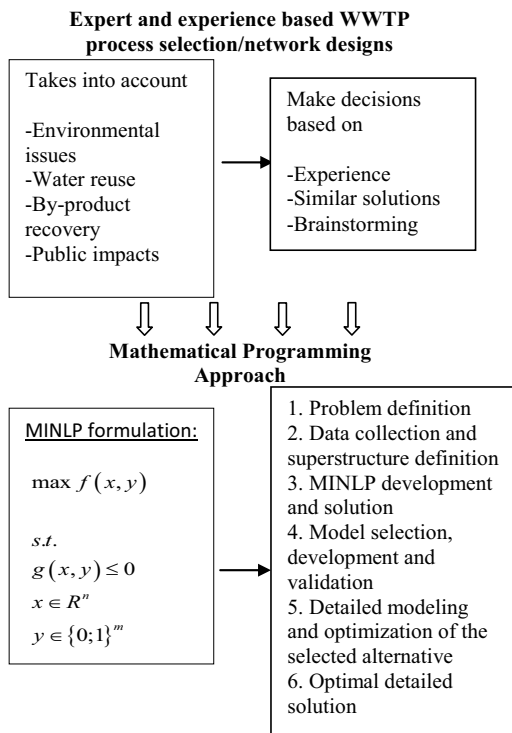 Expert and experience based WWTP
process selection/network designs
Takes into account
-Environmental
issues
-Water reuse
-By-product
recovery
-Public impacts
Make decisions
based on
-Experience
-Similar solutions
-Brainstorming
Mathematical Programming
Approach
MINLP formulation:
max f(x, y)
s.t.
g(x, y) ≤ 0
x ∈ Rⁿ
y ∈ {0;1}ᵐ
1. Problem definition
2. Data collection and
superstructure definition
3. MINLP development
and solution
4. Model selection,
development and
validation
5. Detailed modeling
and optimization of the
selected alternative
6. Optimal detailed
solution